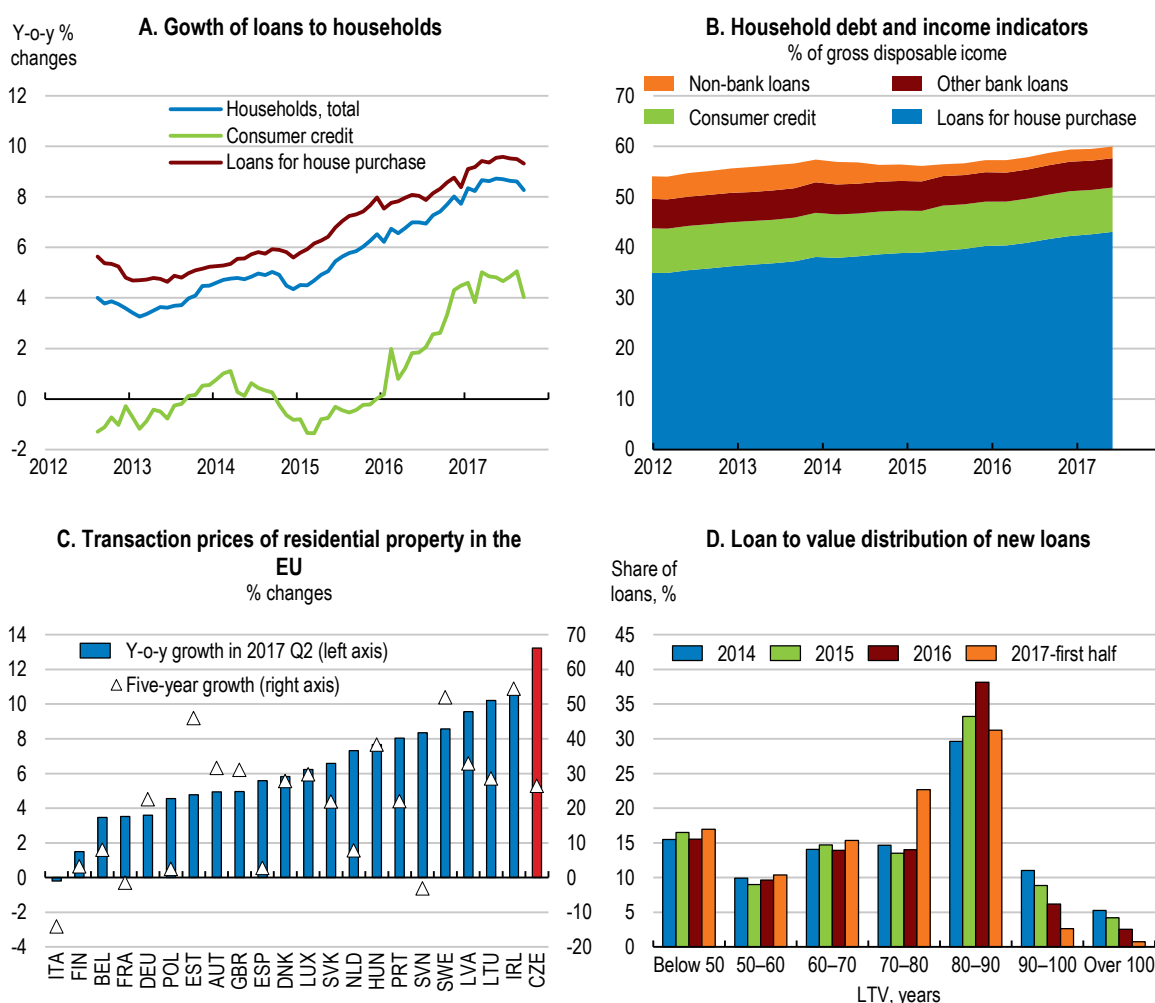 A. Gowth of loans to households
Y-o-y %
changes
12
10
8
6
4
2
0
-2
Households, total
Consumer credit
Loans for house purchase
2012 2013 2014 2015 2016 2017
B. Household debt and income indicators
% of gross disposable icome
Non-bank loans
Other bank loans
Consumer credit
Loans for house purchase
70
60
50
40
30
20
10
0
2012 2013 2014 2015 2016 2017
C. Transaction prices of residential property in the
EU
% changes
14
12
10
8
6
4
2
0
-2
-4
Y-o-y growth in 2017 Q2 (left axis)
Five-year growth (right axis)
70
60
50
40
30
20
10
0
-10
-20
ITA FIN BEL FRA DEU POL EST AUT GBR ESP DNK LUX SVK NLD HUN PRT SVN SWE LVA LTU IRL CZE
D. Loan to value distribution of new loans
Share of
loans, %
45
40
35
30
25
20
15
10
5
0
2014 2015 2016 2017-first half
Below 50 50–60 60–70 70–80 80–90 90–100 Over 100
LTV, years